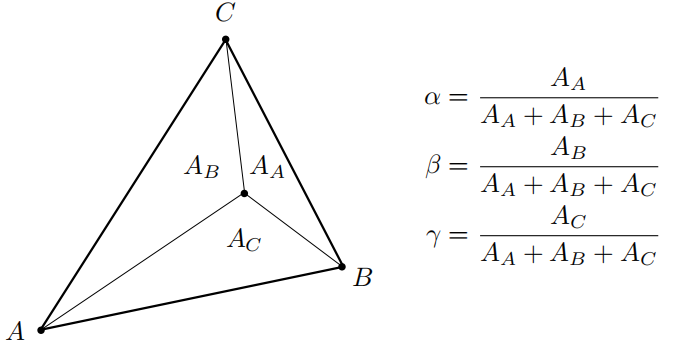 C
A_B A_A
A_C
B
A
α = A_A / (A_A + A_B + A_C)
β = A_B / (A_A + A_B + A_C)
γ = A_C / (A_A + A_B + A_C)